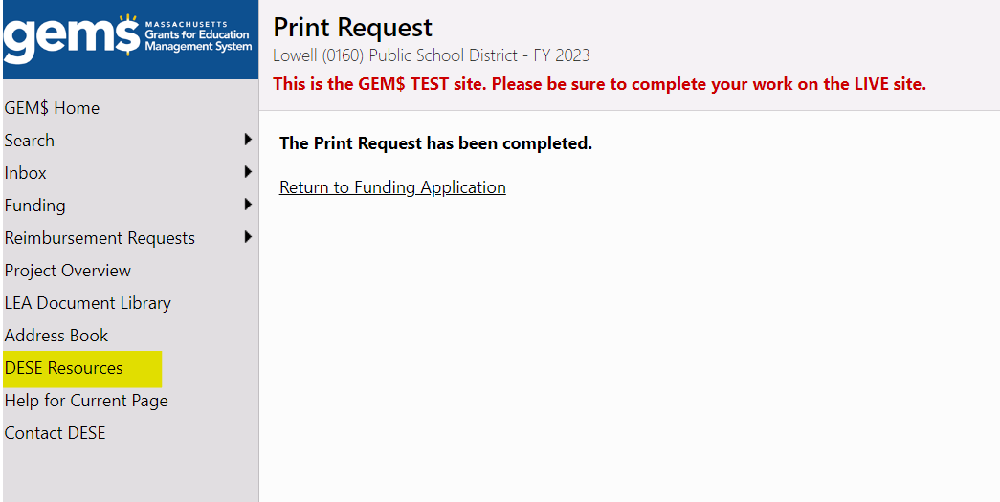 gem$ MASSACHUSETTS
Grants for Education
Management System
GEM$ Home
Search
Inbox
Funding
Reimbursement Requests
Project Overview
LEA Document Library
Address Book
DESE Resources
Help for Current Page
Contact DESE
Print Request
Lowell (0160) Public School District - FY 2023
This is the GEM$ TEST site. Please be sure to complete your work on the LIVE site.
The Print Request has been completed.
Return to Funding Application